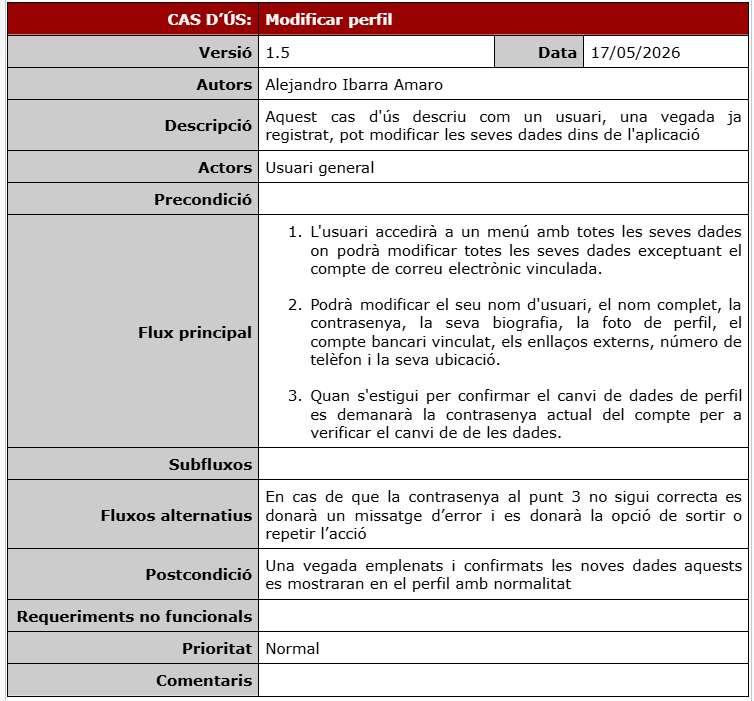 CAS D’ÚS: Modificar perfil
Versió 1.5 Data 17/05/2026
Autors Alejandro Ibarra Amaro
Descripció Aquest cas d'ús descriu com un usuari, una vegada ja
registrat, pot modificar les seves dades dins de l'aplicació
Actors Usuari general
Precondició
Flux principal
1. L'usuari accedirà a un menú amb totes les seves dades
on podrà modificar totes les seves dades exceptuant el
compte de correu electrònic vinculada.
2. Podrà modificar el seu nom d'usuari, el nom complet, la
contrasenya, la seva biografia, la foto de perfil, el
compte bancari vinculat, els enllaços externs, número de
telèfon i la seva ubicació.
3. Quan s'estigui per confirmar el canvi de dades de perfil
es demanarà la contrasenya actual del compte per a
verificar el canvi de de les dades.
Subfluxos
Fluxos alternatius
En cas de que la contrasenya al punt 3 no sigui correcta es
donarà un missatge d’error i es donarà la opció de sortir o
repetir l’acció
Postcondició
Una vegada emplenats i confirmats les noves dades aquests
es mostraran en el perfil amb normalitat
Requeriments no funcionals
Prioritat Normal
Comentaris